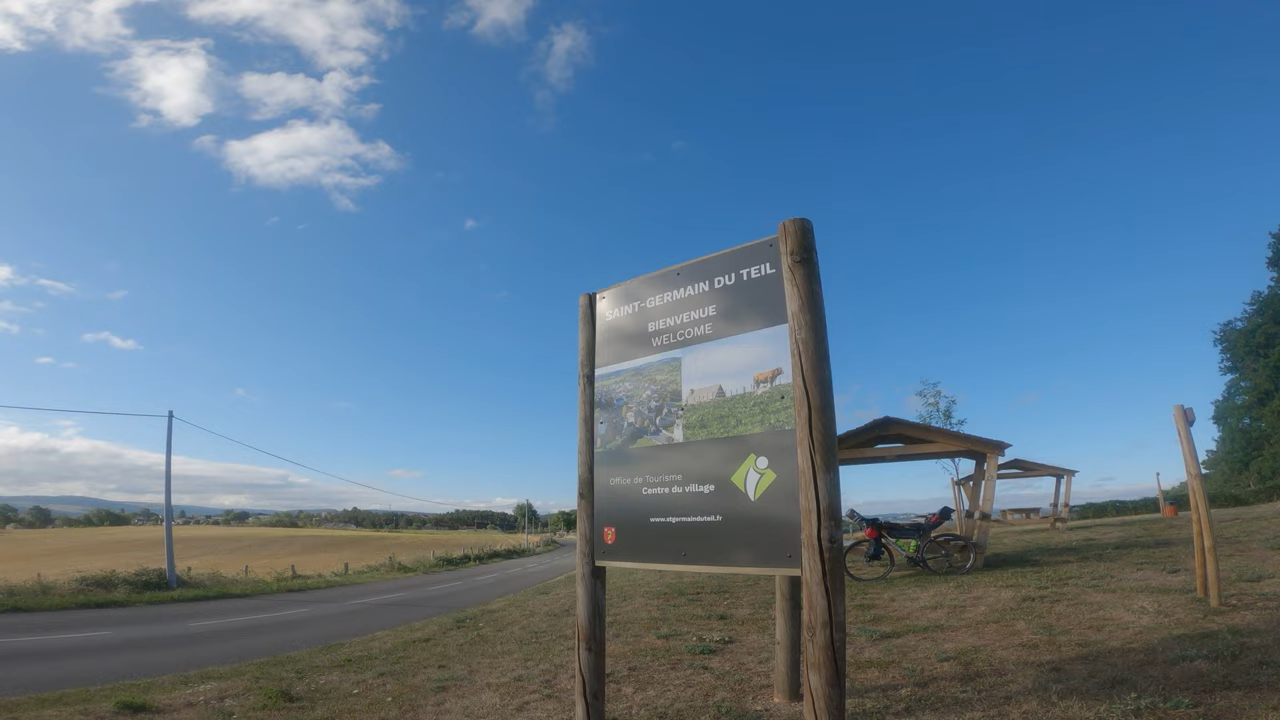 SAINT-GERMAIN DU TEIL
BIENVENUE
WELCOME
Office de Tourisme
Centre du village
www.stgermainduteil.fr